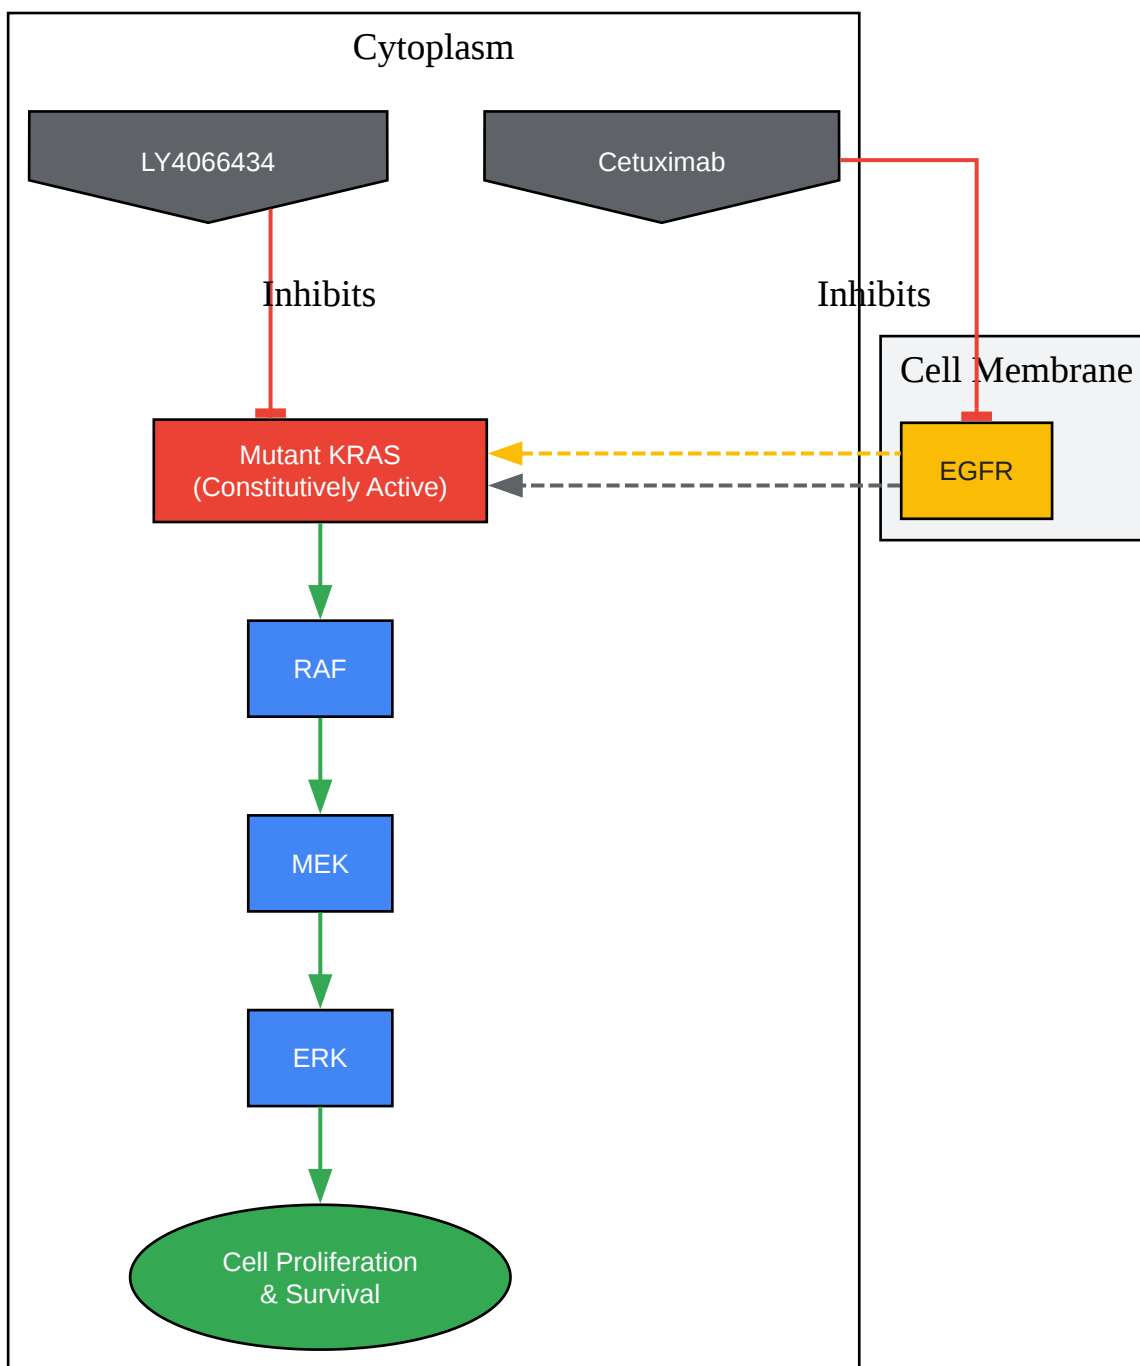 Cytoplasm
LY4066434
Cetuximab
Inhibits
Inhibits
Cell Membrane
Mutant KRAS
(Constitutively Active)
EGFR
RAF
MEK
ERK
Cell Proliferation
& Survival